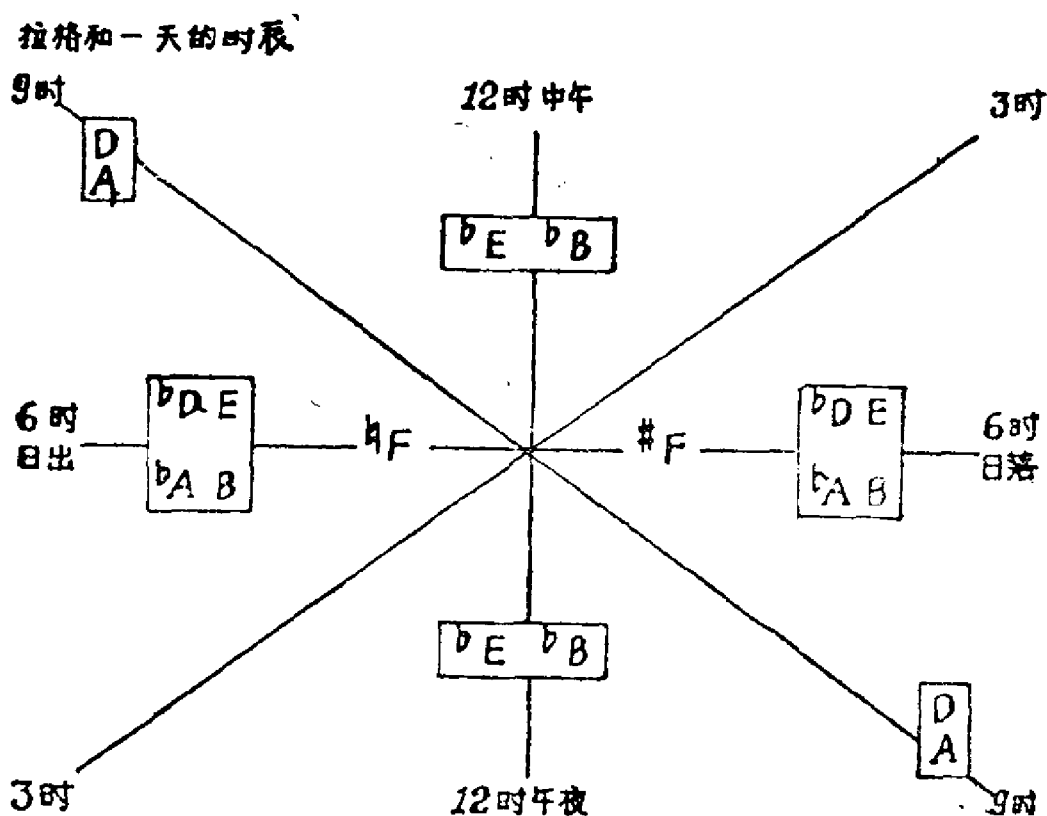 拉格和一天的时辰
9时
12时中午
3时
D
A
♭E ♭B
6时
日出
♭D E
♭A B
♮F
♯F
♭D E
♭A B
6时
日落
♭E ♭B
D
A
3时
12时午夜
9时